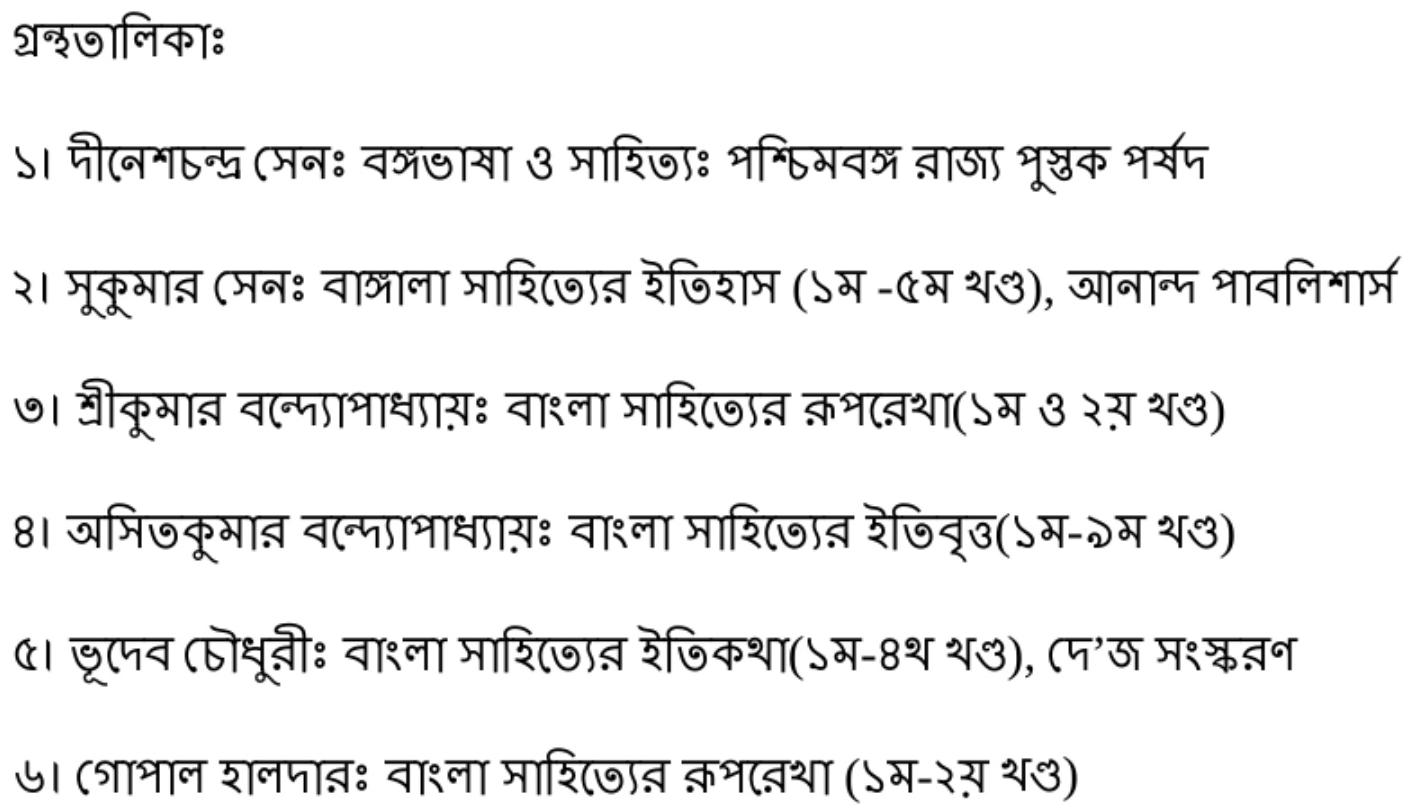 গ্রন্থতালিকাঃ
১। দীনেশচন্দ্র সেনঃ বঙ্গভাষা ও সাহিত্যঃ পশ্চিমবঙ্গ রাজ্য পুস্তক পর্ষদ
২। সুকুমার সেনঃ বাঙ্গালা সাহিত্যের ইতিহাস (১ম -৫ম খণ্ড), আনান্দ পাবলিশার্স
৩। শ্রীকুমার বন্দ্যোপাধ্যায়ঃ বাংলা সাহিত্যের রূপরেখা(১ম ও ২য় খণ্ড)
৪। অসিতকুমার বন্দ্যোপাধ্যায়ঃ বাংলা সাহিত্যের ইতিবৃত্ত(১ম-৯ম খণ্ড)
৫। ভূদেব চৌধুরীঃ বাংলা সাহিত্যের ইতিকথা(১ম-৪থ খণ্ড), দে’জ সংস্করণ
৬। গোপাল হালদারঃ বাংলা সাহিত্যের রূপরেখা (১ম-২য় খণ্ড)